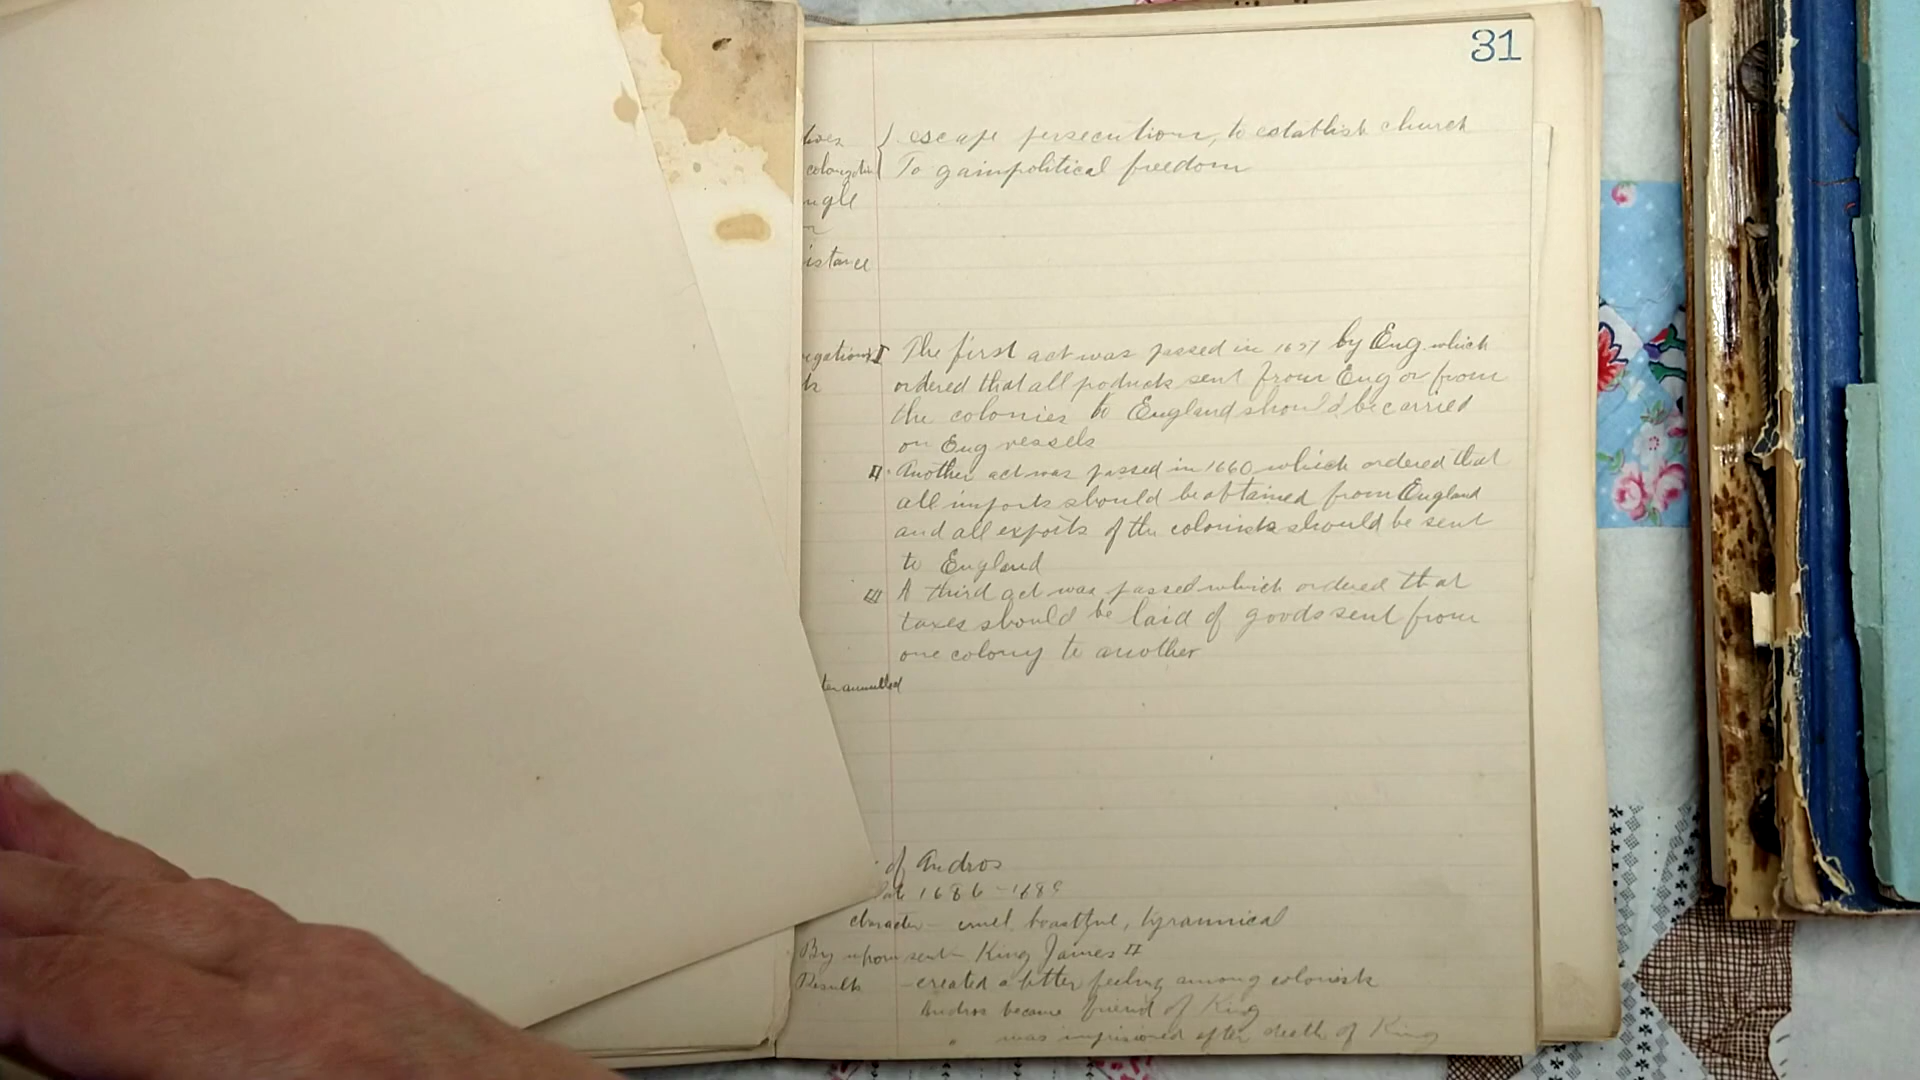 31
escape persecution, to establish church
To gain political freedom
istance
I The first act was passed in by Eng. which
ordered that all poducts sent from Eng or from
the colonies to England should be carried
on Eng vessels
II. Another act was passed in 1660 which ordered that
all imports should be obtained from England
and all exports of the colonists should be sent
to England
III A third act was passed which ordered that
taxes should be laid of goods sent from
one colony to another
annulled
of Andros
1686 - 1689
character - cruel boastful, tyrannical
By whom sent - King James II
Results - created a bitter feeling among colonists
Andros became friend of King
" was imprisoned after death of King